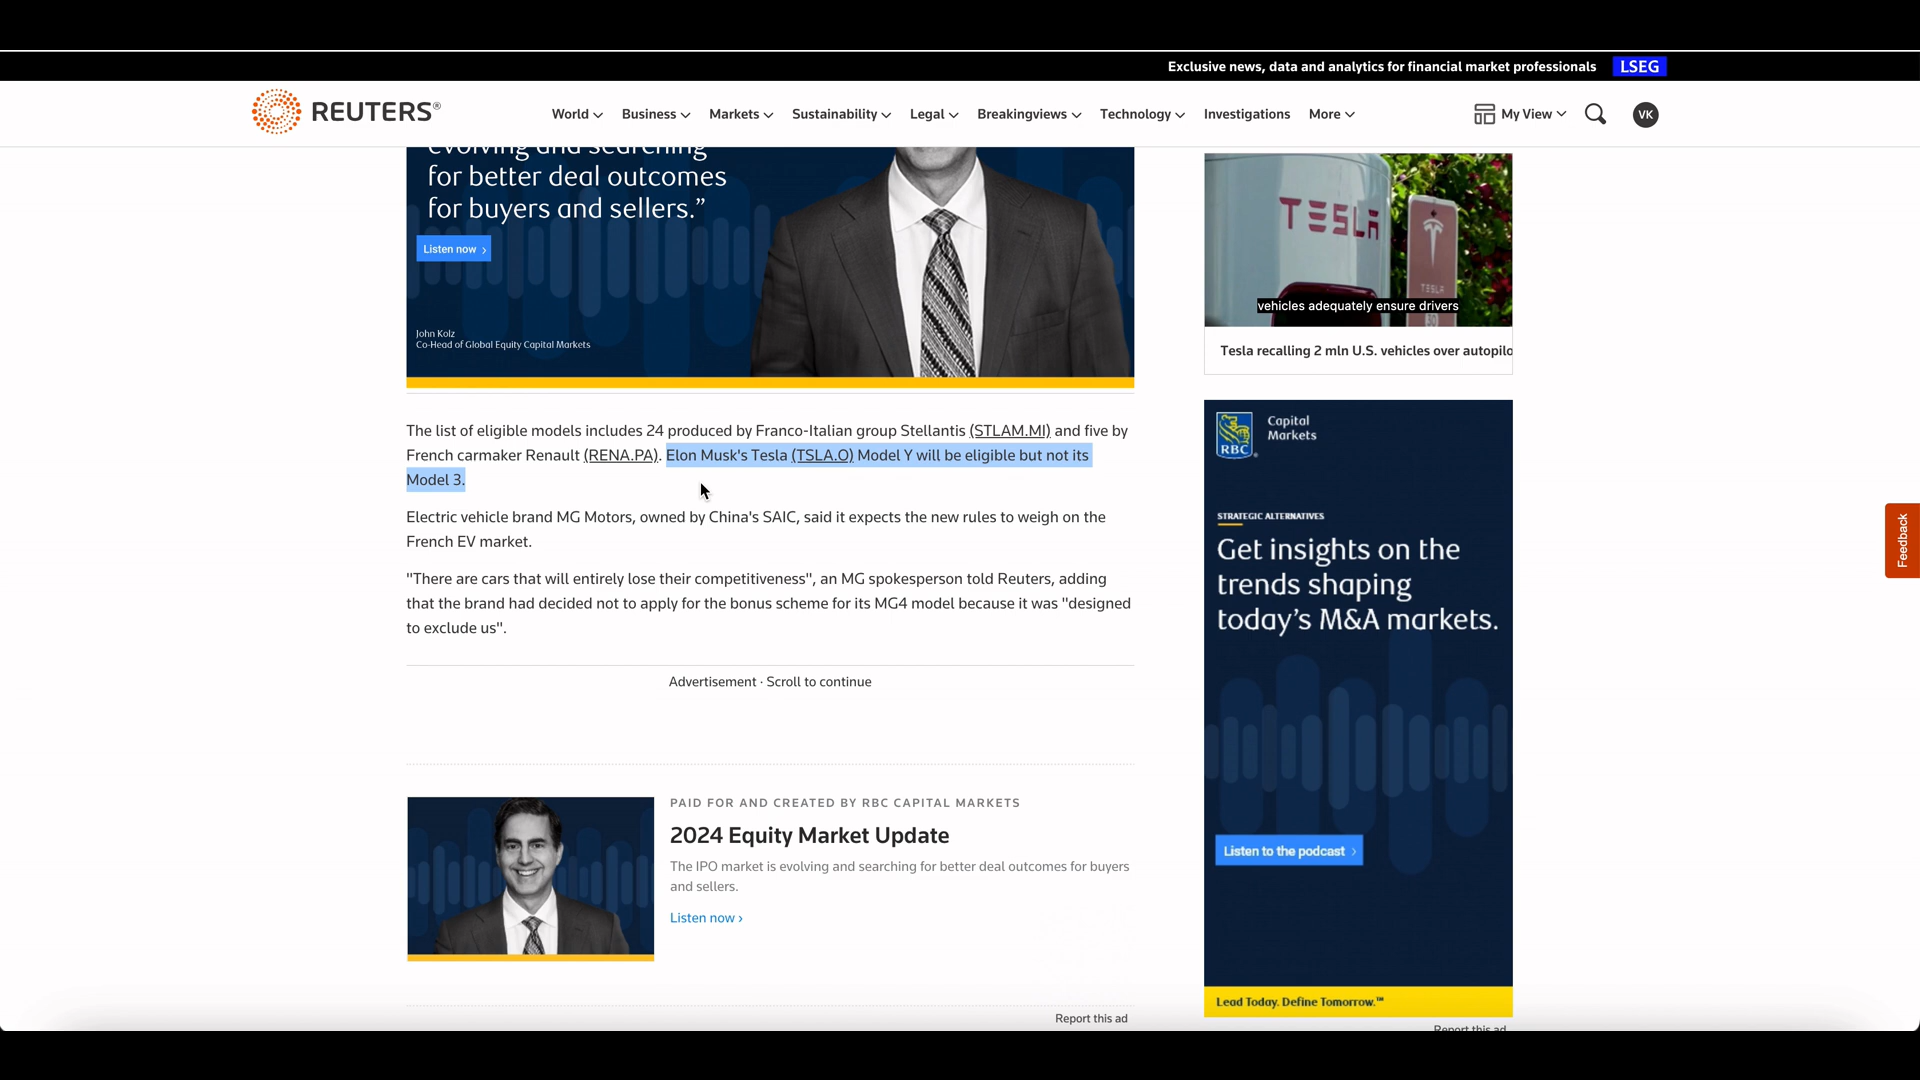 Exclusive news, data and analytics for financial market professionals LSEG
REUTERS®
World Business Markets Sustainability Legal Breakingviews Technology Investigations More
My View
VK
evolving and searching
for better deal outcomes
for buyers and sellers.”
Listen now ›
John Kolz
Co-Head of Global Equity Capital Markets
The list of eligible models includes 24 produced by Franco-Italian group Stellantis (STLAM.MI) and five by
French carmaker Renault (RENA.PA). Elon Musk's Tesla (TSLA.O) Model Y will be eligible but not its
Model 3.
Electric vehicle brand MG Motors, owned by China's SAIC, said it expects the new rules to weigh on the
French EV market.
"There are cars that will entirely lose their competitiveness", an MG spokesperson told Reuters, adding
that the brand had decided not to apply for the bonus scheme for its MG4 model because it was "designed
to exclude us".
Advertisement · Scroll to continue
PAID FOR AND CREATED BY RBC CAPITAL MARKETS
2024 Equity Market Update
The IPO market is evolving and searching for better deal outcomes for buyers
and sellers.
Listen now ›
Report this ad
TESLA
TESLA
vehicles adequately ensure drivers
Tesla recalling 2 mln U.S. vehicles over autopilo
RBC
Capital
Markets
STRATEGIC ALTERNATIVES
Get insights on the
trends shaping
today’s M&A markets.
Listen to the podcast ›
Lead Today. Define Tomorrow.™
Report this ad
Feedback